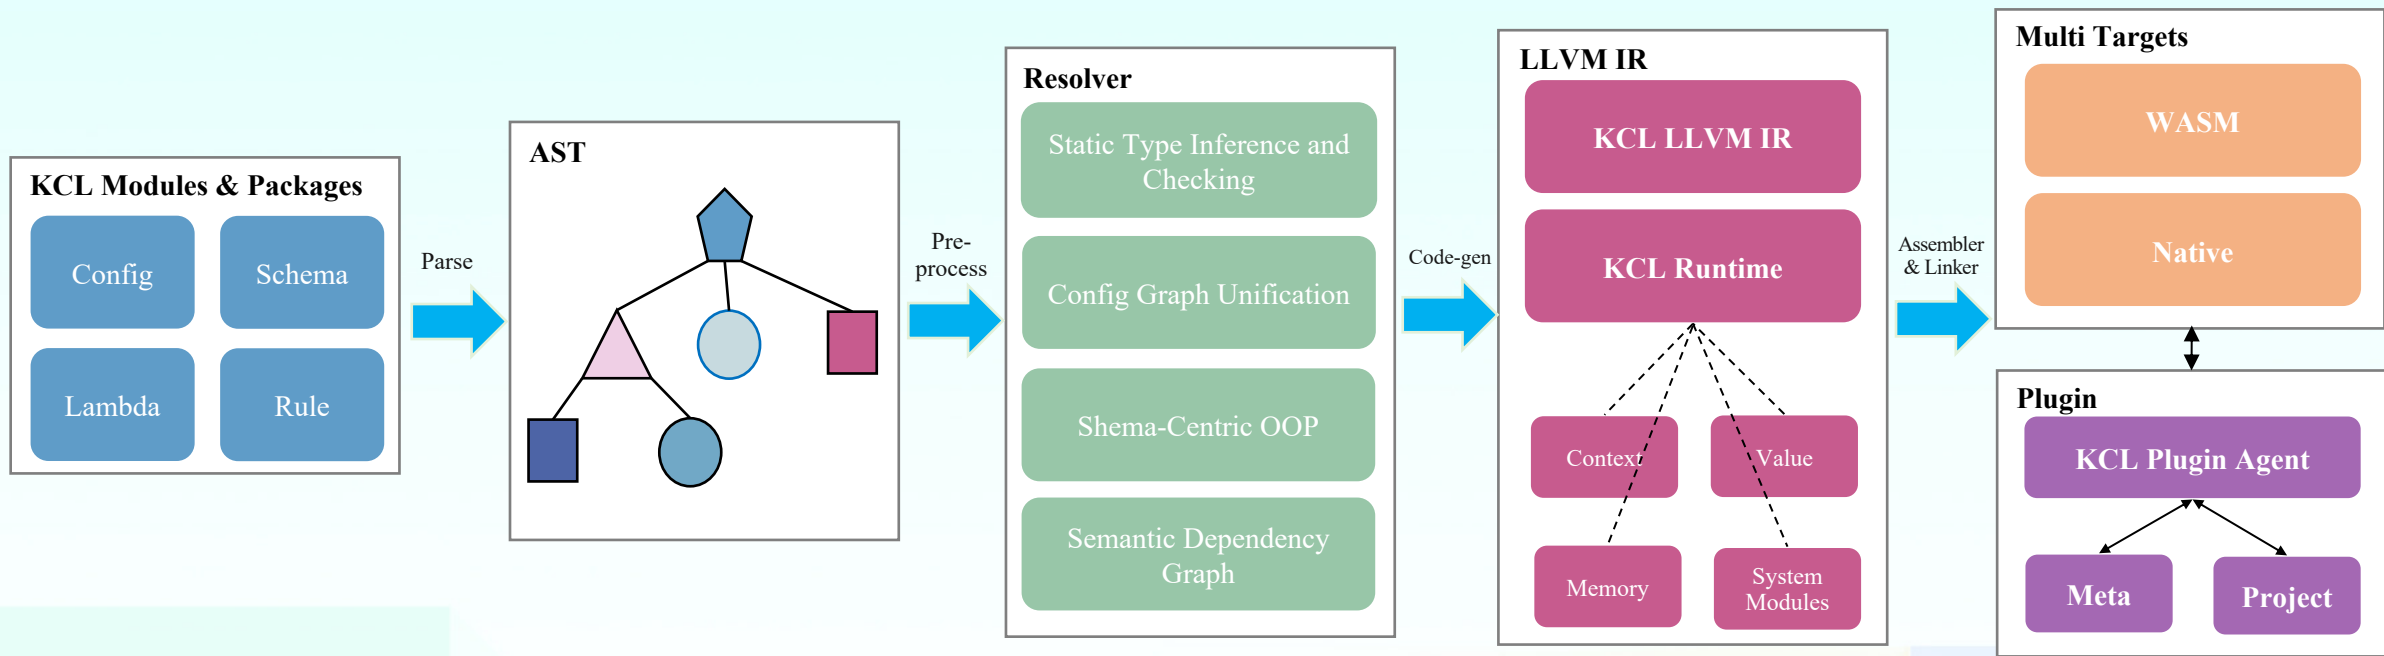 KCL Modules & Packages
Config
Schema
Lambda
Rule
Parse
AST
Pre-
process
Resolver
Static Type Inference and
Checking
Config Graph Unification
Shema-Centric OOP
Semantic Dependency
Graph
Code-gen
LLVM IR
KCL LLVM IR
KCL Runtime
Context
Value
Memory
System
Modules
Assembler
& Linker
Multi Targets
WASM
Native
Plugin
KCL Plugin Agent
Meta
Project